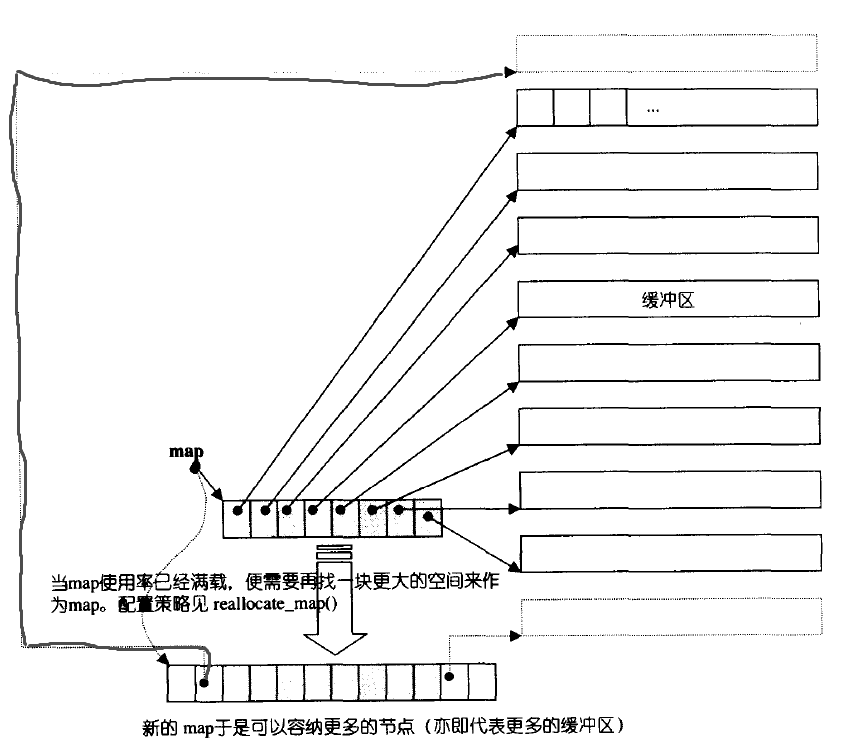 ...
缓冲区
map
当map使用率已经满载，便需要再找一块更大的空间来作
为map。配置策略见 reallocate_map()
新的 map于是可以容纳更多的节点（亦即代表更多的缓冲区）